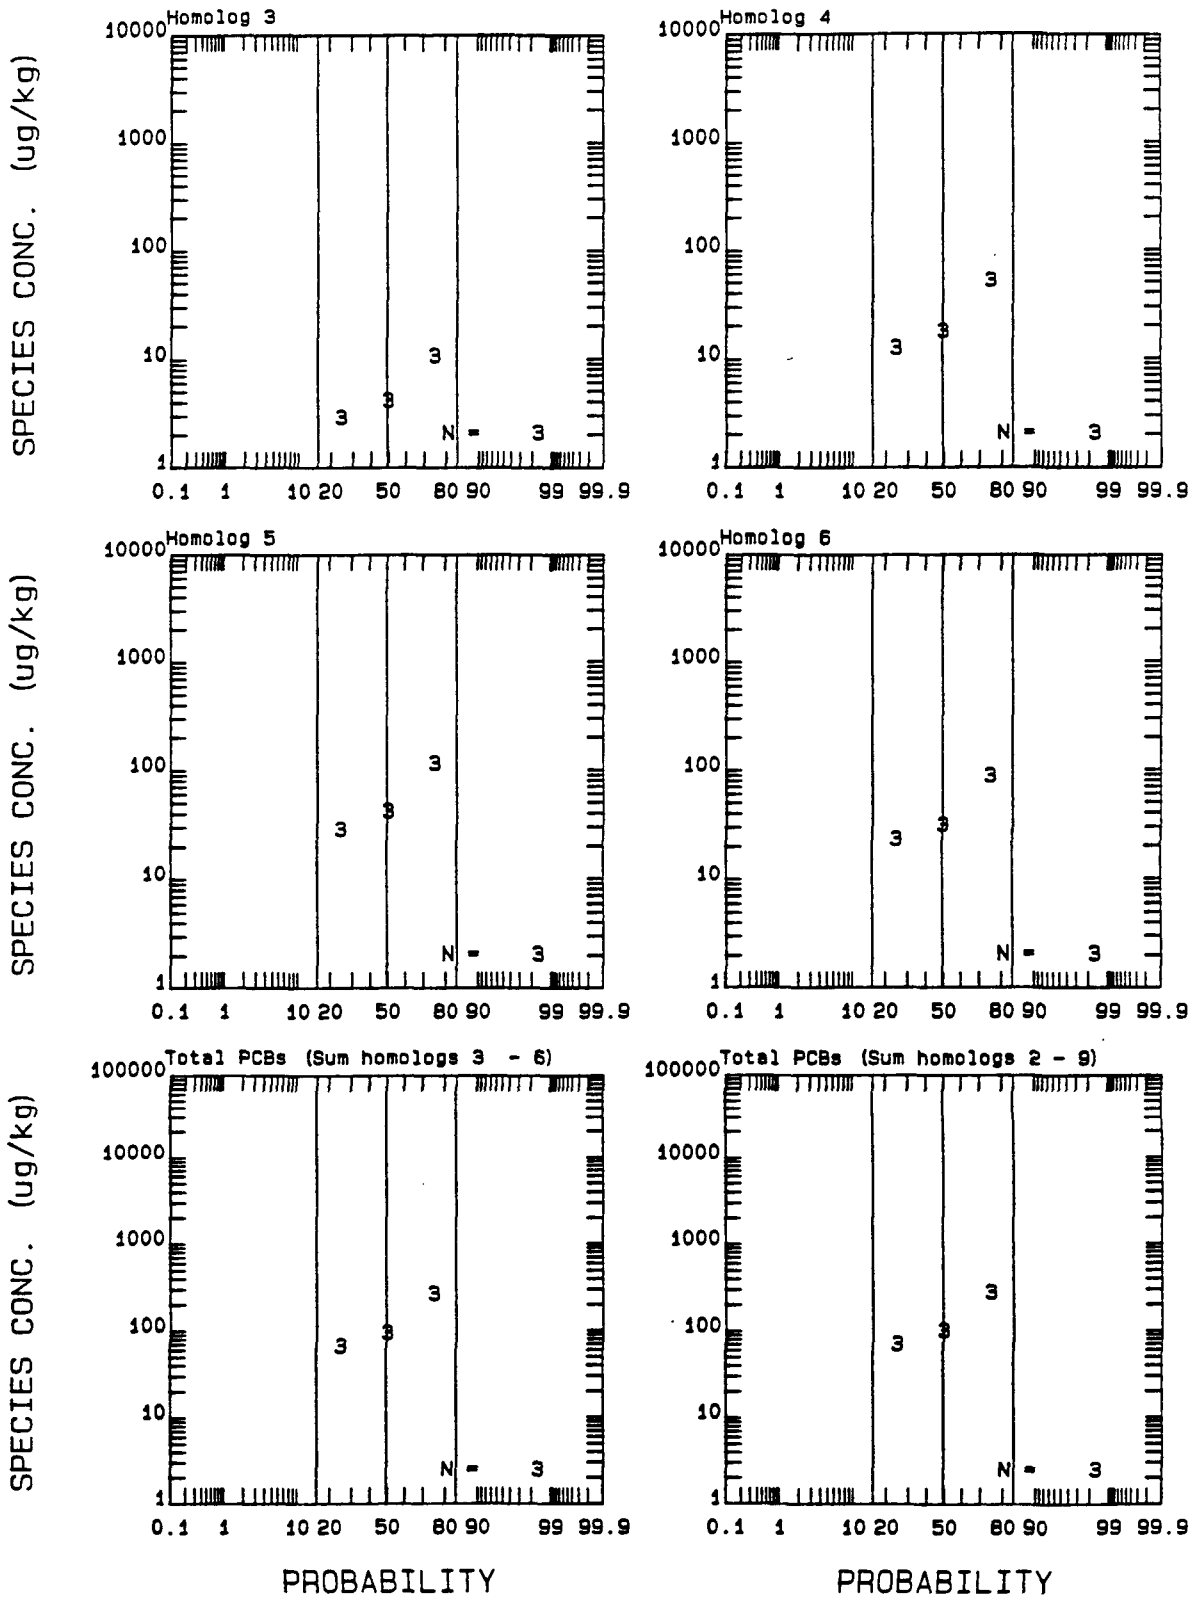 Homolog 3
SPECIES CONC. (ug/kg)
10000
1000
100
10
1
3
3
3
N = 3
0.1 1 10 20 50 80 90 99 99.9
Homolog 4
10000
1000
100
10
1
3
3
3
N = 3
0.1 1 10 20 50 80 90 99 99.9
Homolog 5
SPECIES CONC. (ug/kg)
10000
1000
100
10
1
3
3
3
N = 3
0.1 1 10 20 50 80 90 99 99.9
Homolog 6
10000
1000
100
10
1
3
3
3
N = 3
0.1 1 10 20 50 80 90 99 99.9
Total PCBs (Sum homologs 3 - 6)
SPECIES CONC. (ug/kg)
100000
10000
1000
100
10
1
3
3
3
N = 3
0.1 1 10 20 50 80 90 99 99.9
PROBABILITY
Total PCBs (Sum homologs 2 - 9)
100000
10000
1000
100
10
1
3
3
3
N = 3
0.1 1 10 20 50 80 90 99 99.9
PROBABILITY